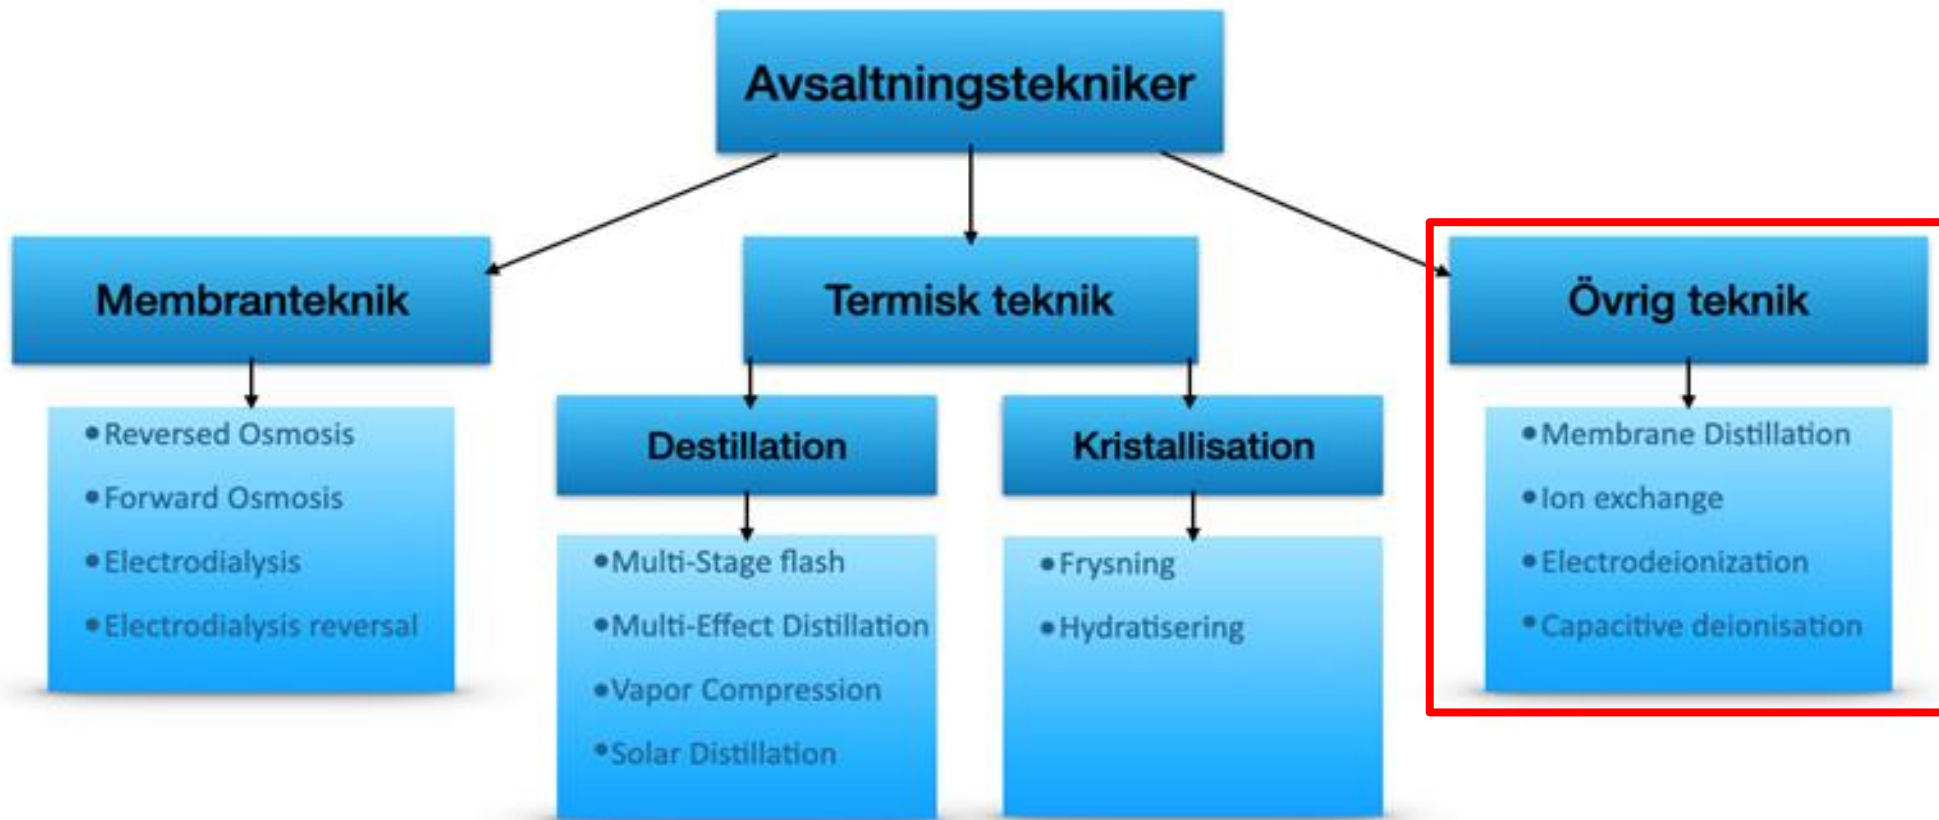 Avsaltningstekniker
Membranteknik
• Reversed Osmosis
• Forward Osmosis
• Electrodialysis
• Electrodialysis reversal
Termisk teknik
Destillation
• Multi-Stage flash
• Multi-Effect Distillation
• Vapor Compression
• Solar Distillation
Kristallisation
• Frysning
• Hydratisering
Övrig teknik
• Membrane Distillation
• Ion exchange
• Electrodeionization
• Capacitive deionisation